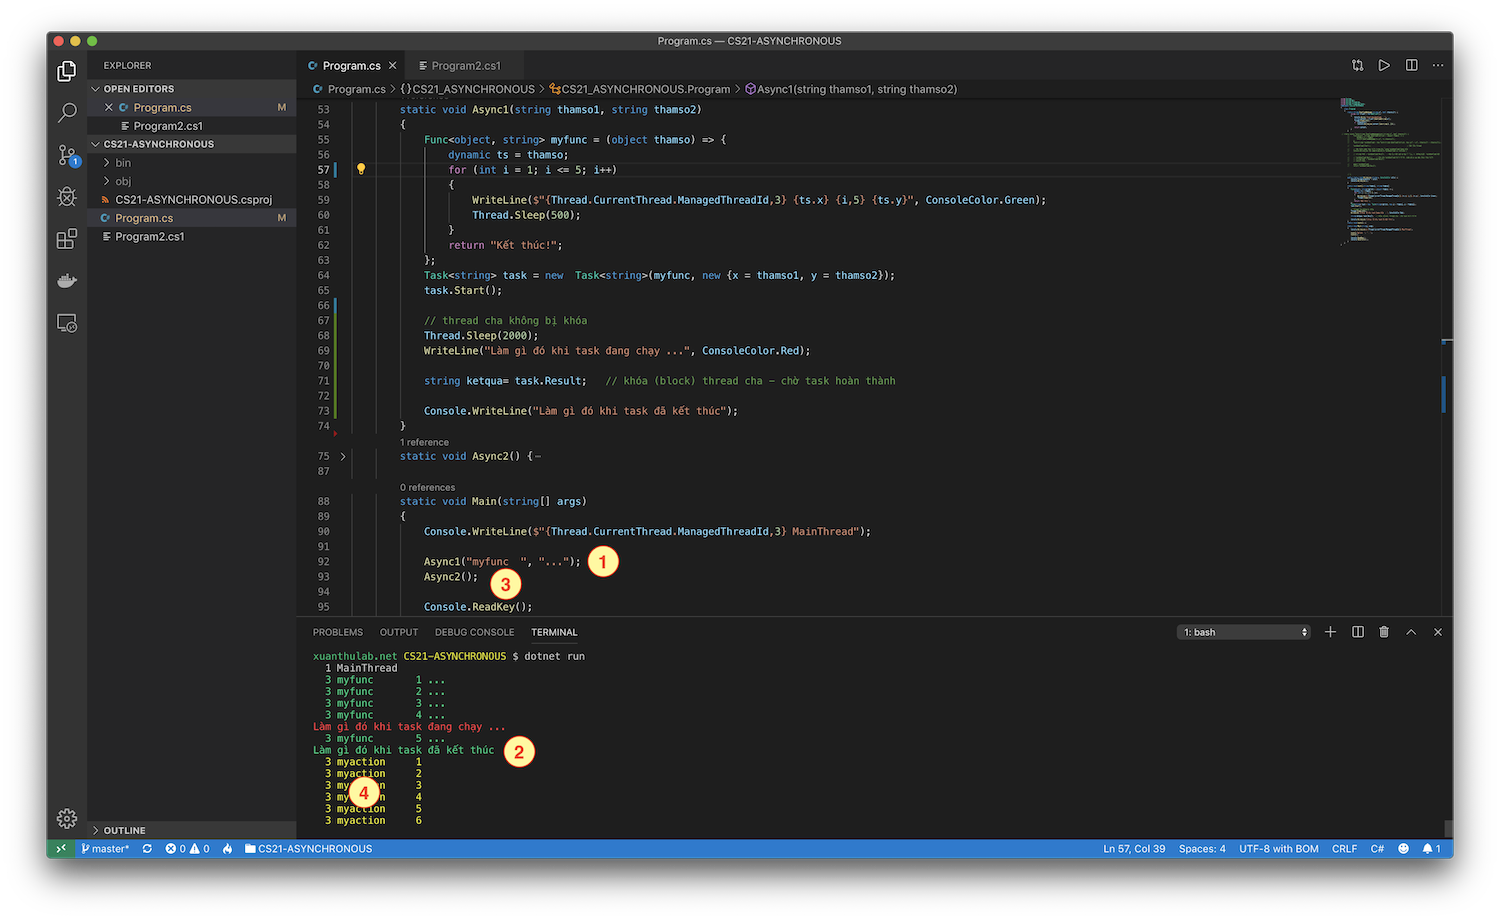 Program.cs — CS21-ASYNCHRONOUS
EXPLORER
OPEN EDITORS
Program.cs M
Program2.cs1
CS21-ASYNCHRONOUS
bin
obj
CS21-ASYNCHRONOUS.csproj
Program.cs M
Program2.cs1
OUTLINE
1
Program.cs Program2.cs1
Program.cs > {} CS21_ASYNCHRONOUS > CS21_ASYNCHRONOUS.Program > Async1(string thamso1, string thamso2)
53 static void Async1(string thamso1, string thamso2)
54 {
55 Func<object, string> myfunc = (object thamso) => {
56 dynamic ts = thamso;
57 for (int i = 1; i <= 5; i++)
58 {
59 WriteLine($"{Thread.CurrentThread.ManagedThreadId,3} {ts.x} {i,5} {ts.y}", ConsoleColor.Green);
60 Thread.Sleep(500);
61 }
62 return "Kết thúc!";
63 };
64 Task<string> task = new  Task<string>(myfunc, new {x = thamso1, y = thamso2});
65 task.Start();
66
67 // thread cha không bị khóa
68 Thread.Sleep(2000);
69 WriteLine("Làm gì đó khi task đang chạy ...", ConsoleColor.Red);
70
71 string ketqua= task.Result;   // khóa (block) thread cha - chờ task hoàn thành
72
73 Console.WriteLine("Làm gì đó khi task đã kết thúc");
74 }
1 reference
75 static void Async2() {⋯
87
0 references
88 static void Main(string[] args)
89 {
90 Console.WriteLine($"{Thread.CurrentThread.ManagedThreadId,3} MainThread");
91
92 Async1("myfunc  ", "..."); 1
93 Async2(); 3
94
95 Console.ReadKey();
PROBLEMS OUTPUT DEBUG CONSOLE TERMINAL 1: bash
xuanthulab.net CS21-ASYNCHRONOUS $ dotnet run
1 MainThread
3 myfunc 1 ...
3 myfunc 2 ...
3 myfunc 3 ...
3 myfunc 4 ...
Làm gì đó khi task đang chạy ...
3 myfunc 5 ...
Làm gì đó khi task đã kết thúc 2
3 myaction 1
3 myaction 2
3 3
4
3 4
3 myaction 5
3 myaction 6
master* 0 0 CS21-ASYNCHRONOUS Ln 57, Col 39 Spaces: 4 UTF-8 with BOM CRLF C# 1